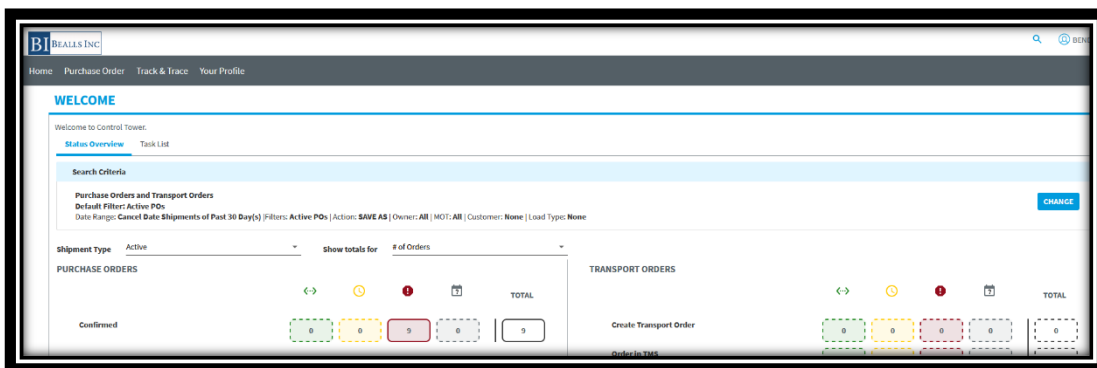 BI BEALLS INC
BEND
Home Purchase Order Track & Trace Your Profile
WELCOME
Welcome to Control Tower.
Status Overview Task List
Search Criteria
Purchase Orders and Transport Orders
Default Filter: Active POs
Date Range: Cancel Date Shipments of Past 30 Day(s) |Filters: Active POs | Action: SAVE AS | Owner: All | MOT: All | Customer: None | Load Type: None
CHANGE
Shipment Type Active Show totals for # of Orders
PURCHASE ORDERS
TOTAL
Confirmed 0 0 9 0 9
TRANSPORT ORDERS
TOTAL
Create Transport Order 0 0 0 0 0
Order in TMS